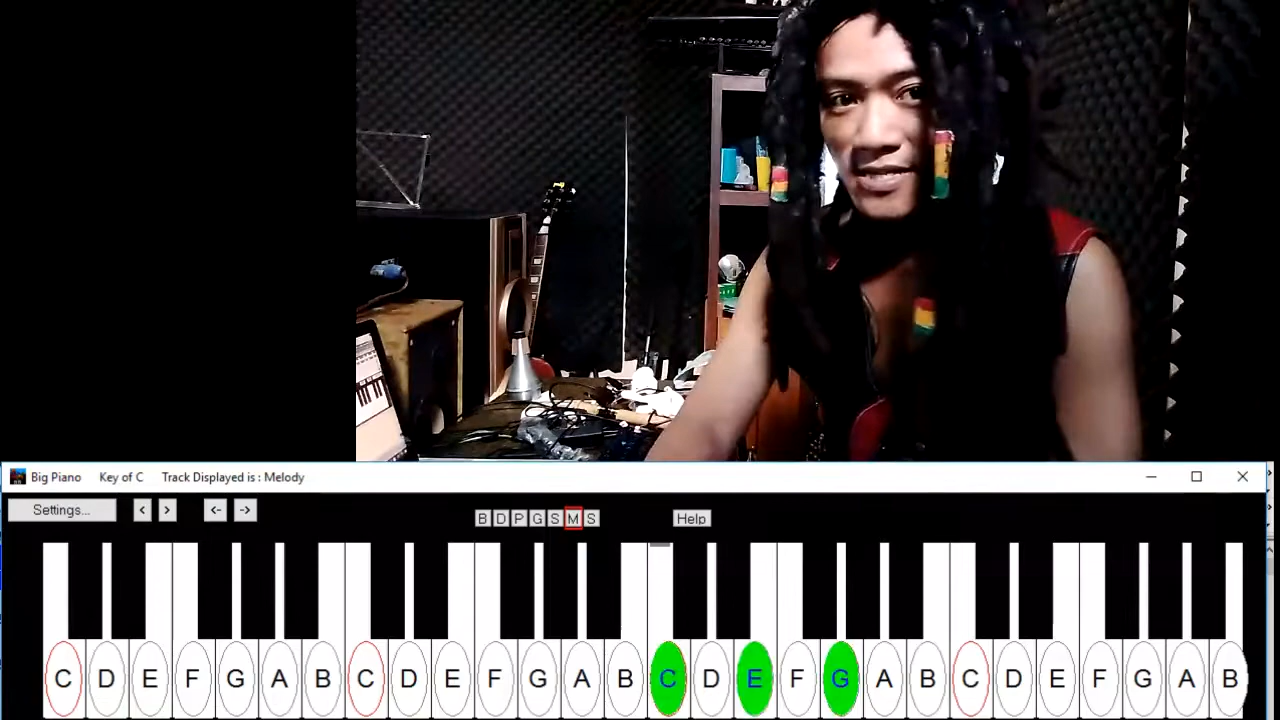 Big Piano Key of C Track Displayed is : Melody
Settings... < > <- -> B D P G S M S Help
C D E F G A B C D E F G A B C D E F G A B C D E F G A B